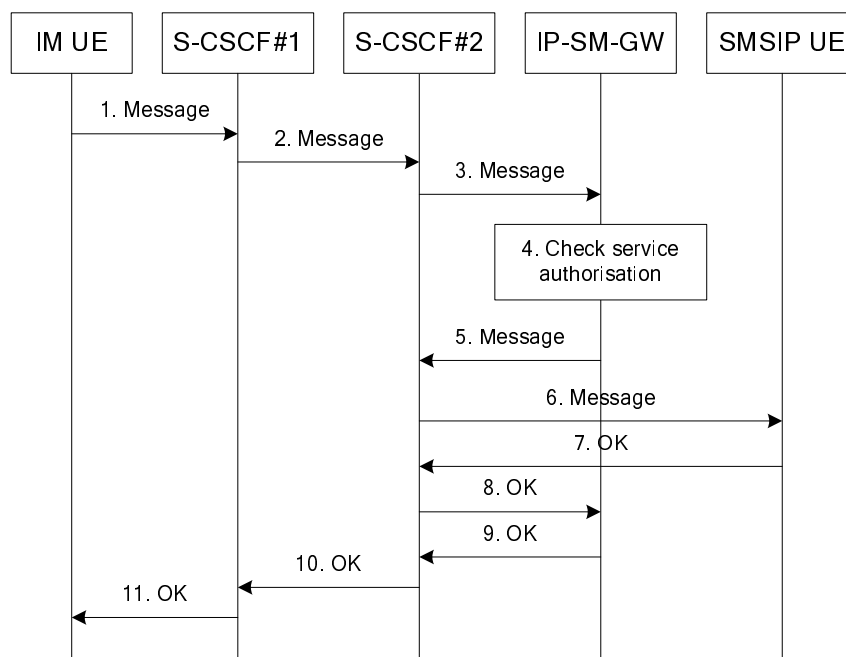 IM UE
S-CSCF#1
S-CSCF#2
IP-SM-GW
SMSIP UE
1. Message
2. Message
3. Message
4. Check service
authorisation
5. Message
6. Message
7. OK
8. OK
9. OK
10. OK
11. OK